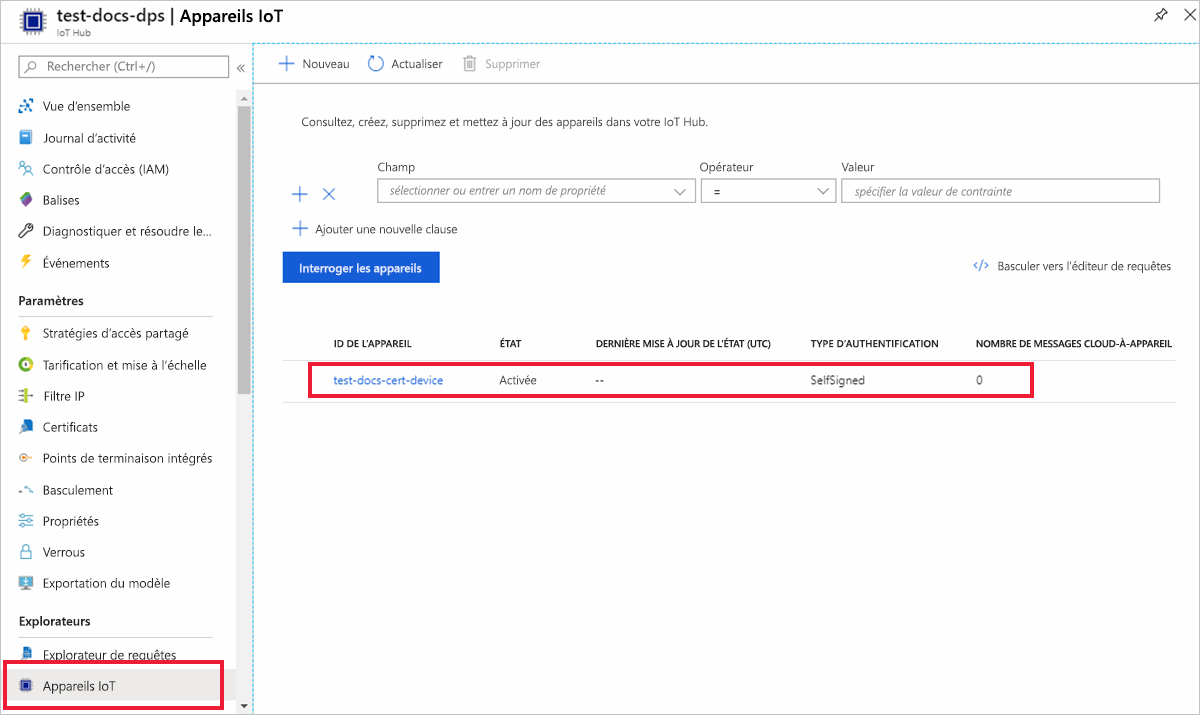 test-docs-dps | Appareils IoT
IoT Hub
Rechercher (Ctrl+/)
«
Vue d’ensemble
Journal d’activité
Contrôle d’accès (IAM)
Balises
Diagnostiquer et résoudre le...
Événements
Paramètres
Stratégies d’accès partagé
Tarification et mise à l’échelle
Filtre IP
Certificats
Points de terminaison intégrés
Basculement
Propriétés
Verrous
Exportation du modèle
Explorateurs
Explorateur de requêtes
Appareils IoT
Nouveau Actualiser Supprimer
Consultez, créez, supprimez et mettez à jour des appareils dans votre IoT Hub.
Champ Opérateur Valeur
sélectionner ou entrer un nom de propriété = spécifier la valeur de contrainte
Ajouter une nouvelle clause
Interroger les appareils </> Basculer vers l’éditeur de requêtes
ID DE L’APPAREIL ÉTAT DERNIÈRE MISE À JOUR DE L’ÉTAT (UTC) TYPE D’AUTHENTIFICATION NOMBRE DE MESSAGES CLOUD-À-APPAREIL
test-docs-cert-device Activée -- SelfSigned 0